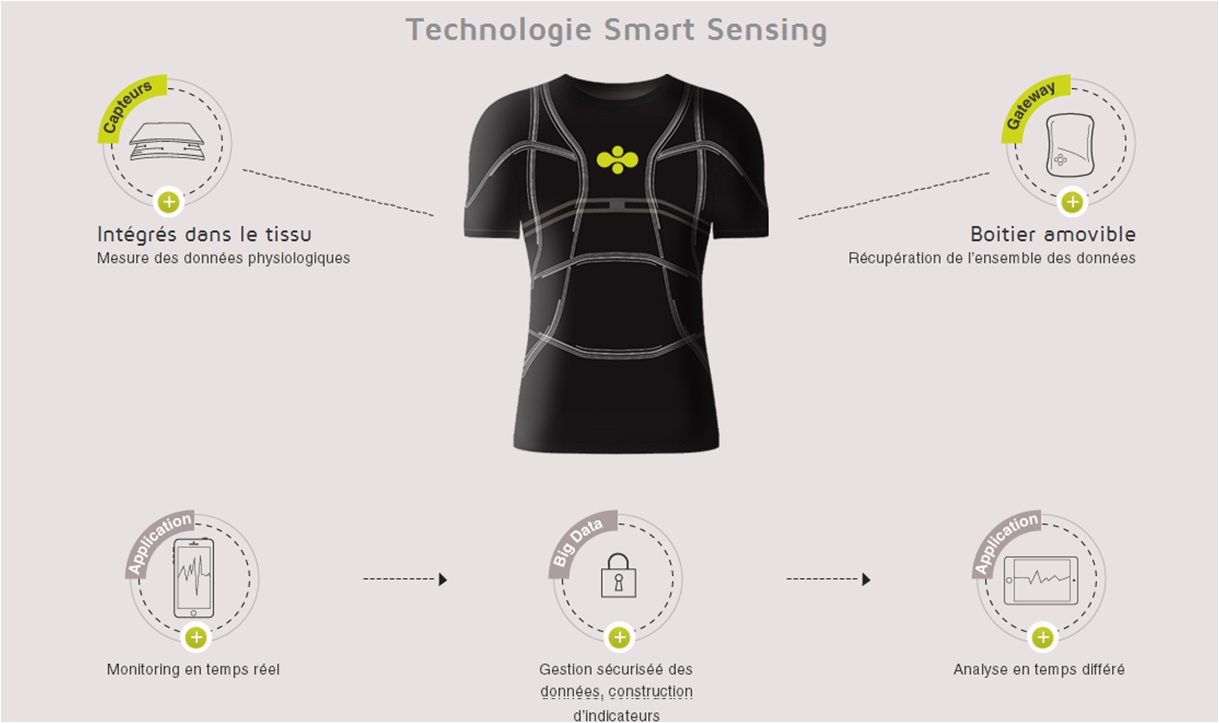 Technologie Smart Sensing
Capteurs
Intégrés dans le tissu
Mesure des données physiologiques
Gateway
Boitier amovible
Récupération de l'ensemble des données
Application
Monitoring en temps réel
Big Data
Gestion sécuriséé des
données, construction
d'indicateurs
Application
Analyse en temps différé